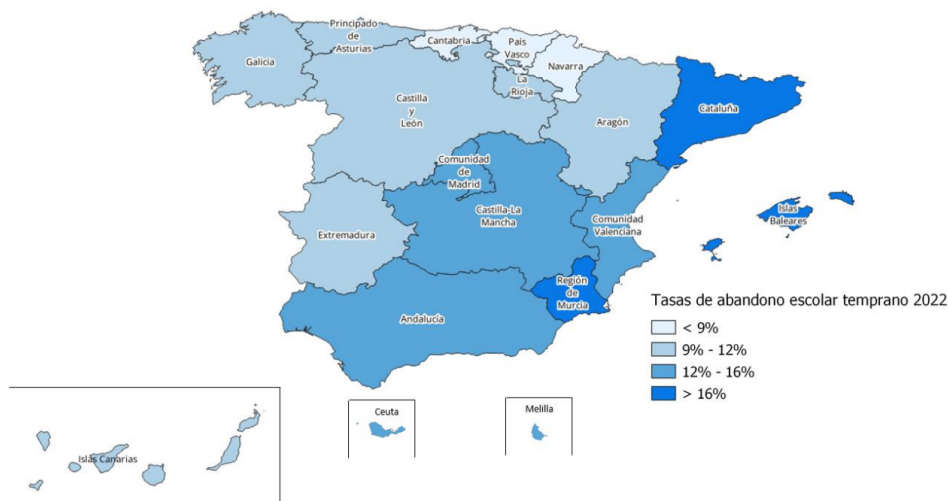 Principado
de
Asturias
Cantabria
País
Vasco
Galicia
Navarra
La
Rioja
Castilla
y
León
Aragón
Cataluña
Comunidad
de
Madrid
Castilla-La
Mancha
Islas
Baleares
Comunidad
Valenciana
Extremadura
Región
de
Murcia
Andalucía
Tasas de abandono escolar temprano 2022
< 9%
9% - 12%
12% - 16%
> 16%
Ceuta
Melilla
Islas Canarias